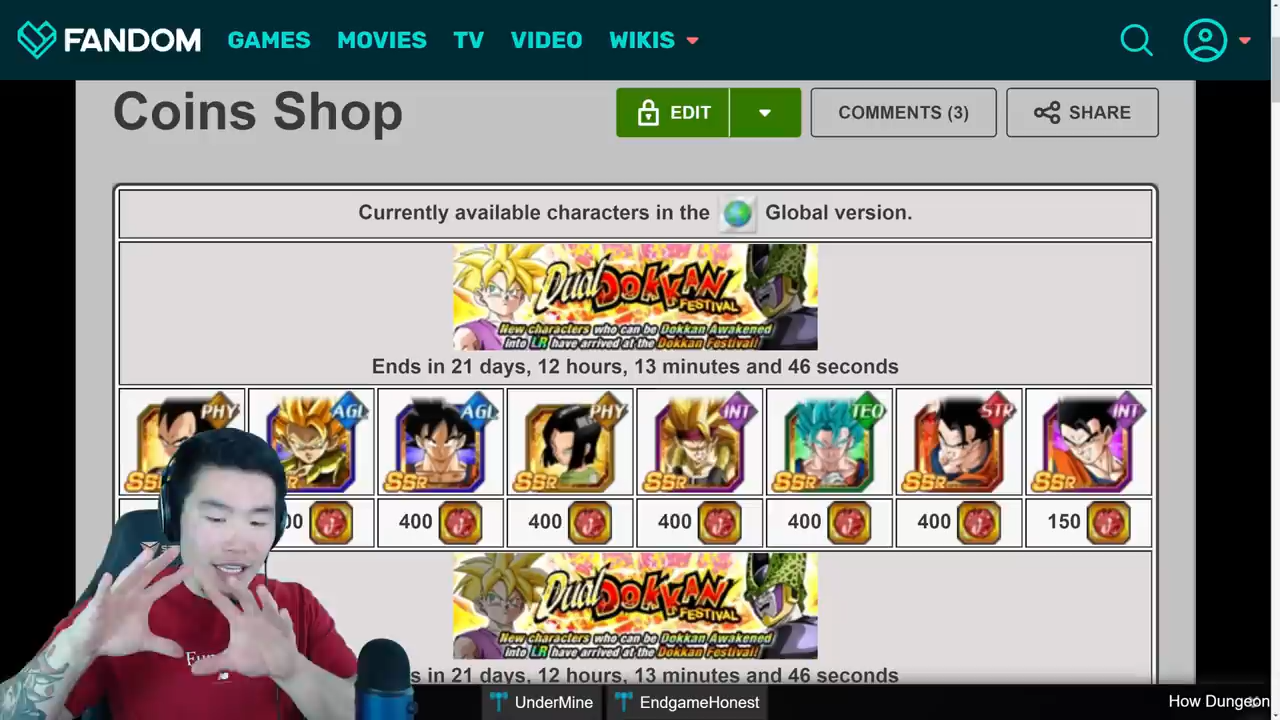 FANDOM GAMES MOVIES TV VIDEO WIKIS
Coins Shop EDIT COMMENTS (3) SHARE
Currently available characters in the Global version.
Dual DOKKAN FESTIVAL
New characters who can be Dokkan Awakened
into LR have arrived at the Dokkan Festival!
Ends in 21 days, 12 hours, 13 minutes and 46 seconds
PHY AGL AGL PHY INT TEQ STR INT
SSR SSR SSR SSR SSR SSR SSR
00 400 400 400 400 400 150
Dual DOKKAN FESTIVAL
New characters who can be Dokkan Awakened
into LR have arrived at the Dokkan Festival!
s in 21 days, 12 hours, 13 minutes and 46 seconds
UnderMine EndgameHonest How Dungeon